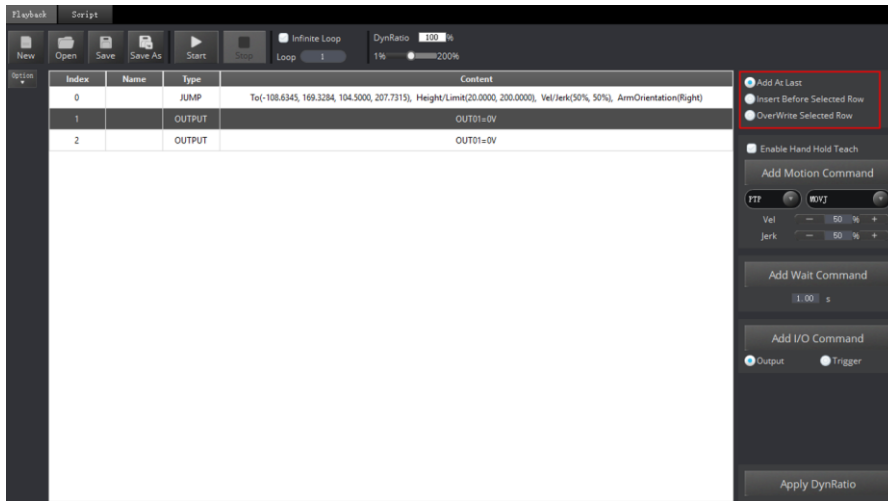 Playback Script
New Open Save Save As Start Stop
Infinite Loop DynRatio 100 %
Loop 1 1% 200%
Option
Index Name Type Content
0 JUMP To(-108.6345, 169.3284, 104.5000, 207.7315), Height/Limit(20.0000, 200.0000), Vel/Jerk(50%, 50%), ArmOrientation(Right)
1 OUTPUT OUT01=0V
2 OUTPUT OUT01=0V
Add At Last
Insert Before Selected Row
OverWrite Selected Row
Enable Hand Hold Teach
Add Motion Command
PTP MOVJ
Vel — 50 % +
Jerk — 50 % +
Add Wait Command
1.00 s
Add I/O Command
Output Trigger
Apply DynRatio